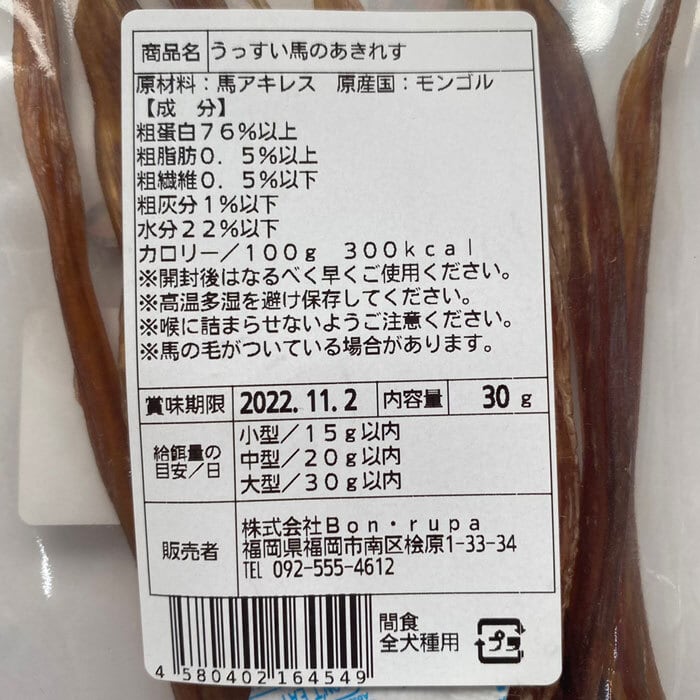 商品名 うっすい馬のあきれす
原材料：馬アキレス　原産国：モンゴル
【成　分】
粗蛋白７６％以上
粗脂肪０．５％以上
粗繊維０．５％以下
粗灰分１％以下
水分２２％以下
カロリー／１００ｇ　３００ｋｃａｌ
※開封後はなるべく早くご使用ください。
※高温多湿を避け保存してください。
※喉に詰まらせないようご注意ください。
※馬の毛がついている場合があります。
賞味期限 2022.11.2 内容量 30 g
給餌量の目安／日
小型／１５ｇ以内
中型／２０ｇ以内
大型／３０ｇ以内
販売者
株式会社Ｂｏｎ・ｒｕｐａ
福岡県福岡市南区桧原1-33-34
TEL 092-555-4612
間食
全犬種用
プラ
4 580402 164549